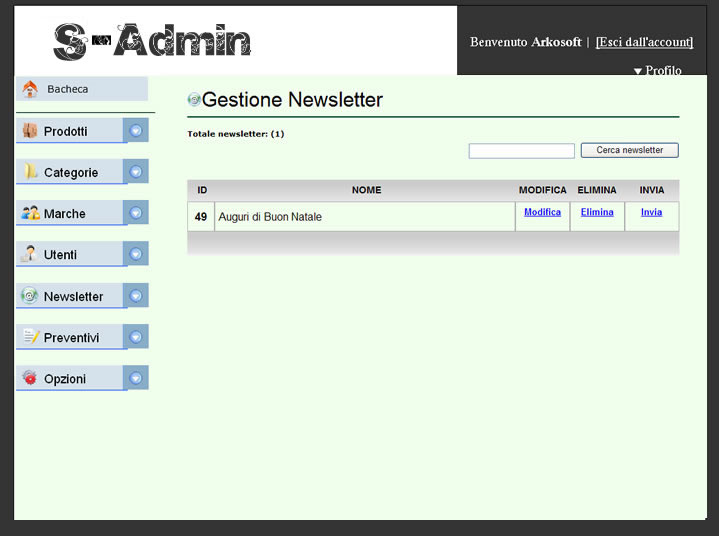 S-Admin
Benvenuto Arkosoft | [Esci dall'account]
Profilo
Bacheca
Prodotti
Categorie
Marche
Utenti
Newsletter
Preventivi
Opzioni
Gestione Newsletter
Totale newsletter: (1)
Cerca newsletter
ID NOME MODIFICA ELIMINA INVIA
49 Auguri di Buon Natale Modifica Elimina Invia